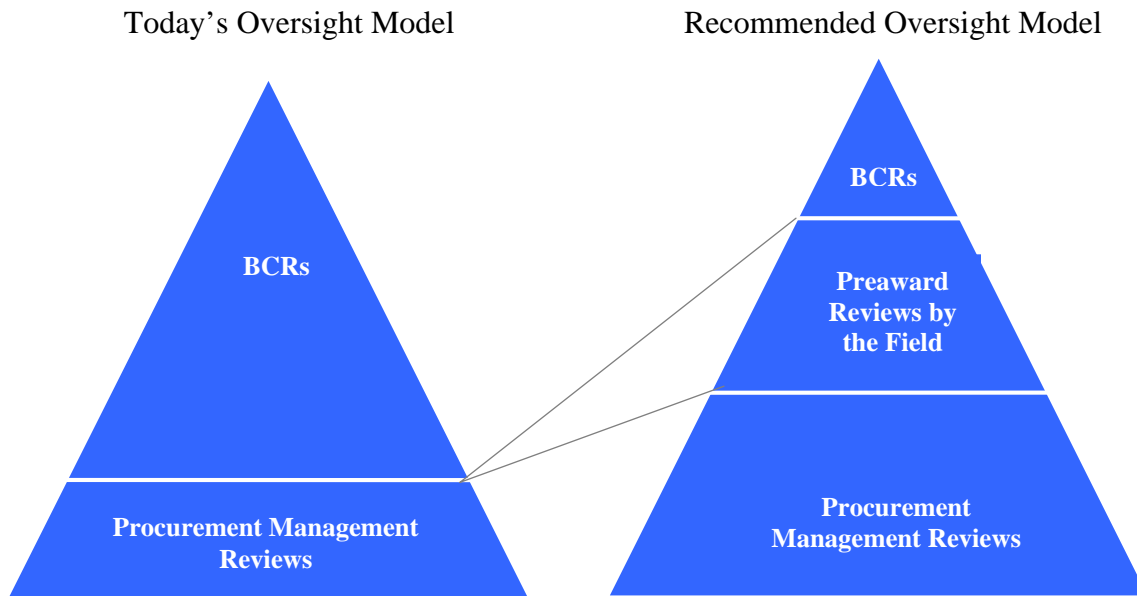 Today’s Oversight Model
BCRs
Procurement Management
Reviews
Recommended Oversight Model
BCRs
Preaward
Reviews by
the Field
Procurement
Management Reviews